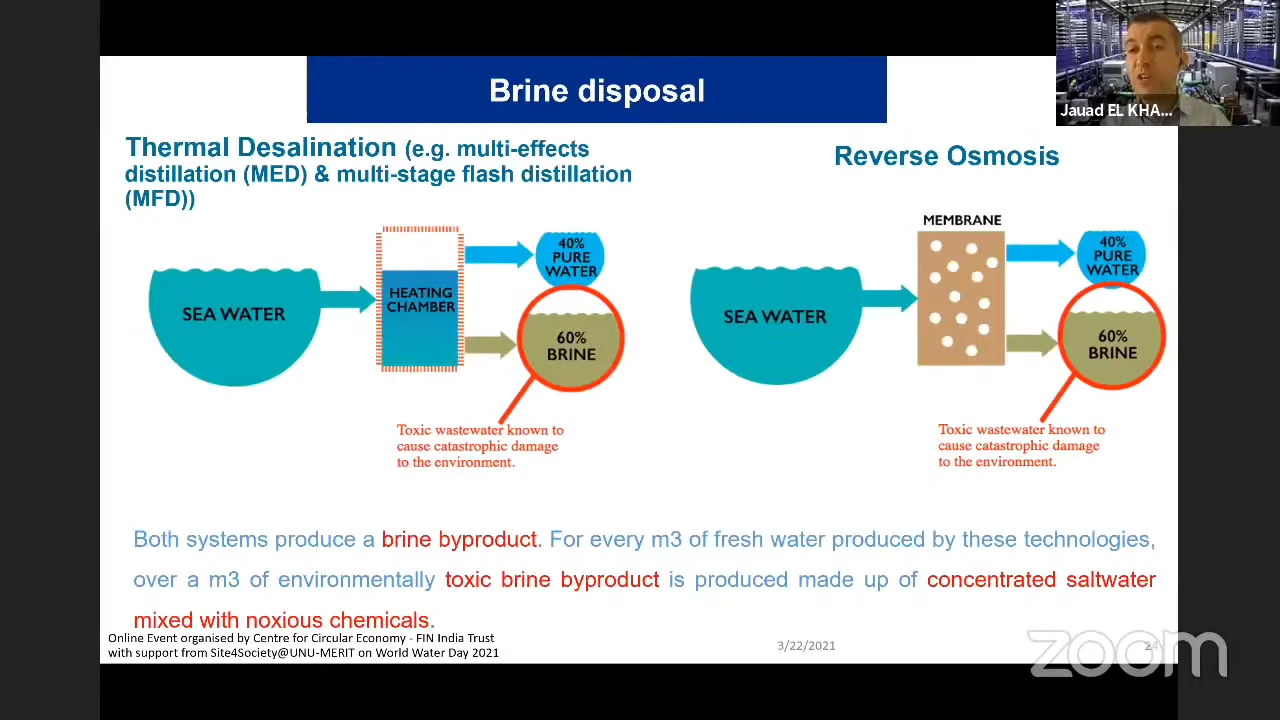 Brine disposal
Jauad EL KHA...
Thermal Desalination (e.g. multi-effects
distillation (MED) & multi-stage flash distillation
(MFD))
SEA WATER
HEATING
CHAMBER
40%
PURE
WATER
60%
BRINE
Toxic wastewater known to
cause catastrophic damage
to the environment.
Reverse Osmosis
MEMBRANE
SEA WATER
40%
PURE
WATER
60%
BRINE
Toxic wastewater known to
cause catastrophic damage
to the environment.
Both systems produce a brine byproduct. For every m3 of fresh water produced by these technologies,
over a m3 of environmentally toxic brine byproduct is produced made up of concentrated saltwater
mixed with noxious chemicals.
Online Event organised by Centre for Circular Economy - FIN India Trust
with support from Site4Society@UNU-MERIT on World Water Day 2021
3/22/2021
24
zoom